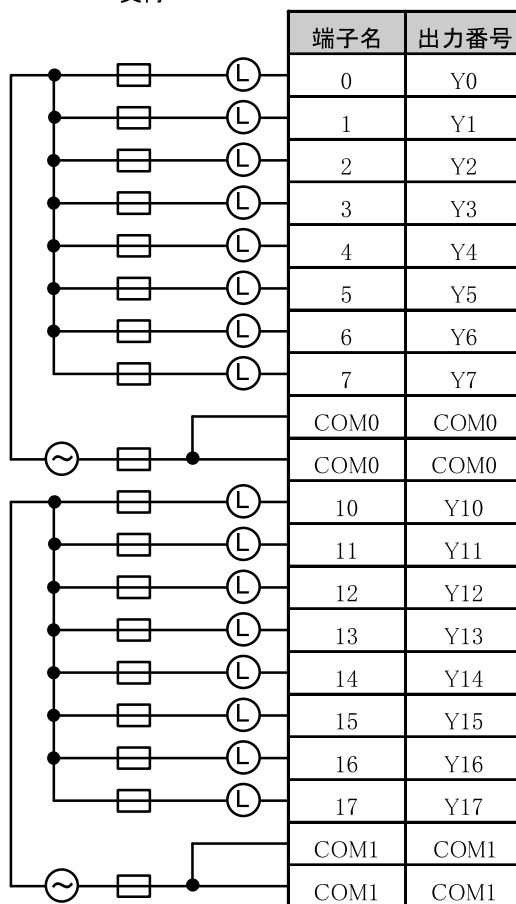 端子名 出力番号
L 0 Y0
L 1 Y1
L 2 Y2
L 3 Y3
L 4 Y4
L 5 Y5
L 6 Y6
L 7 Y7
COM0 COM0
COM0 COM0
L 10 Y10
L 11 Y11
L 12 Y12
L 13 Y13
L 14 Y14
L 15 Y15
L 16 Y16
L 17 Y17
COM1 COM1
COM1 COM1